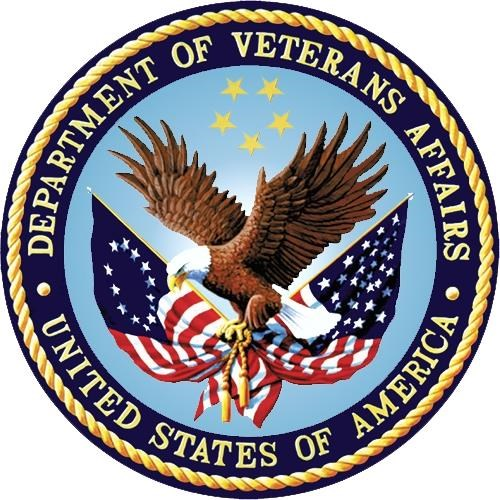 DEPARTMENT OF VETERANS AFFAIRS
UNITED STATES OF AMERICA